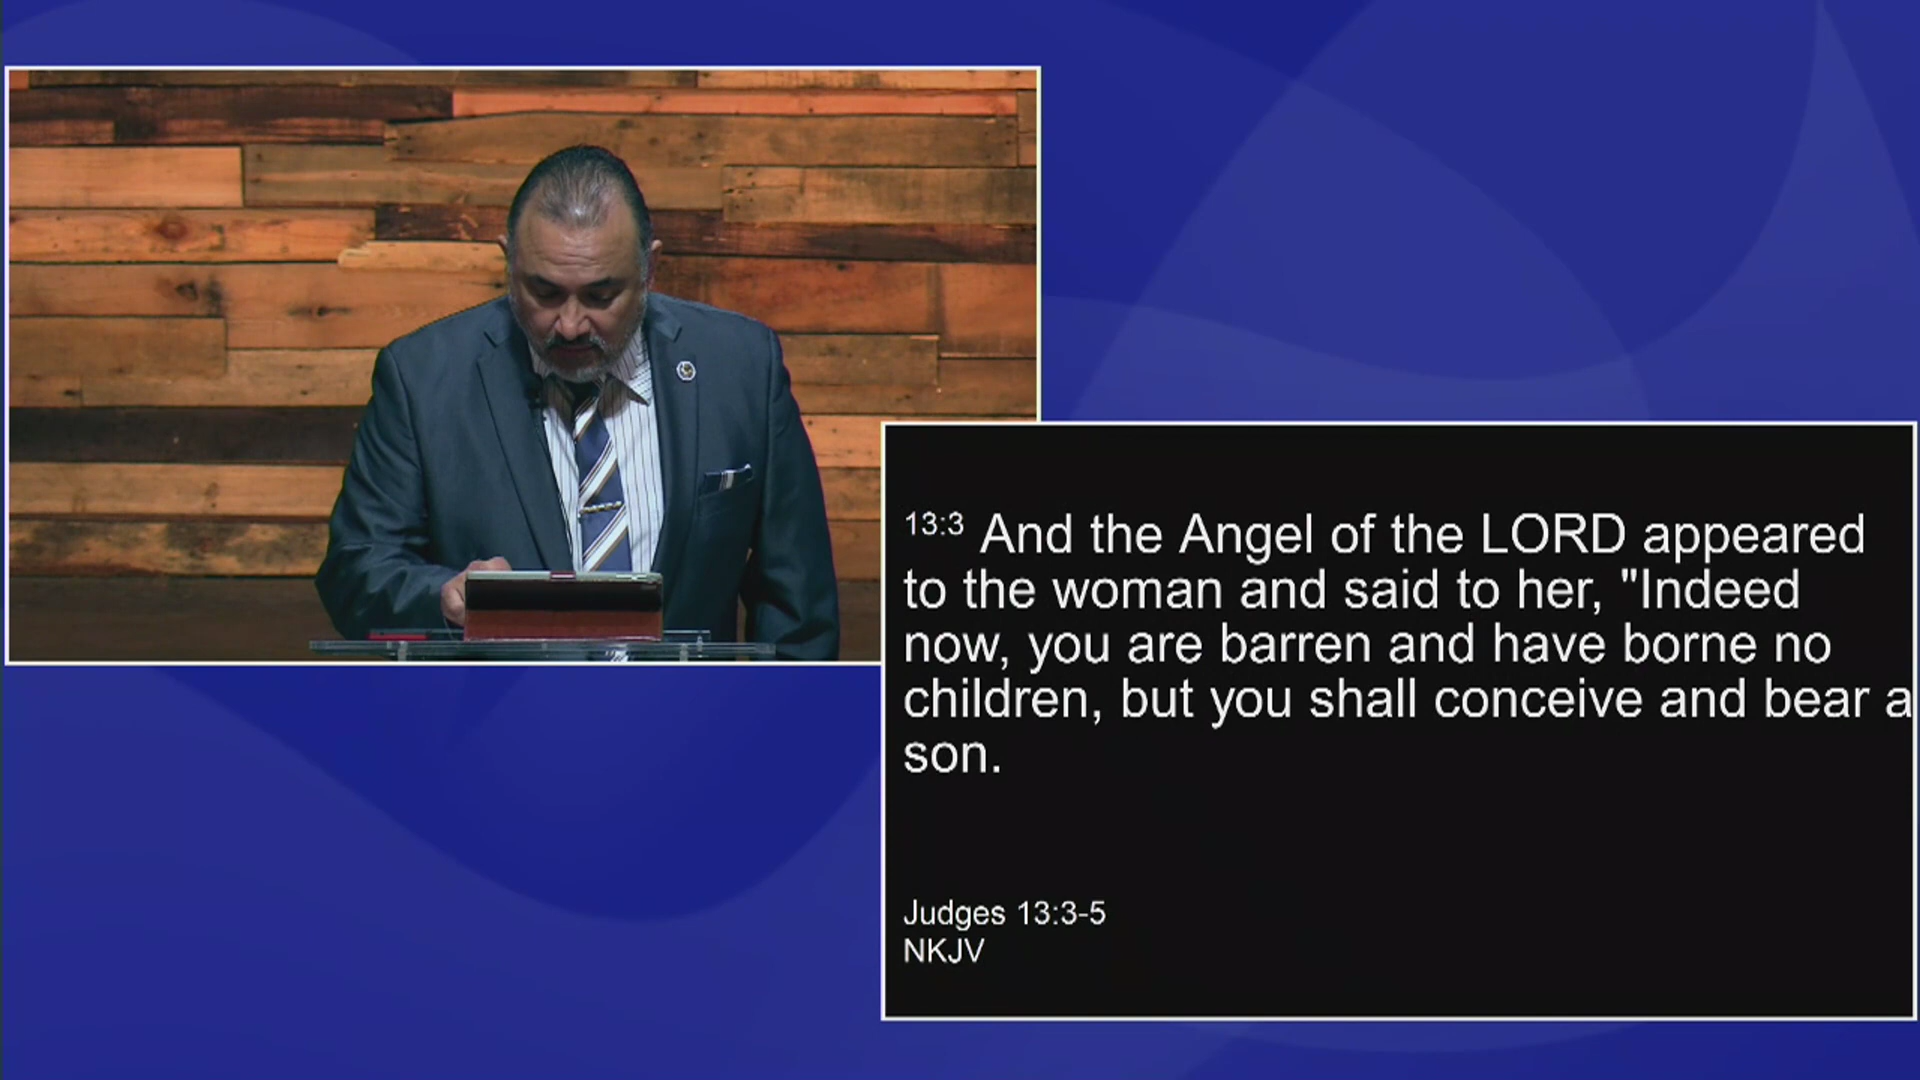 13:3 And the Angel of the LORD appeared
to the woman and said to her, "Indeed
now, you are barren and have borne no
children, but you shall conceive and bear a
son.
Judges 13:3-5
NKJV